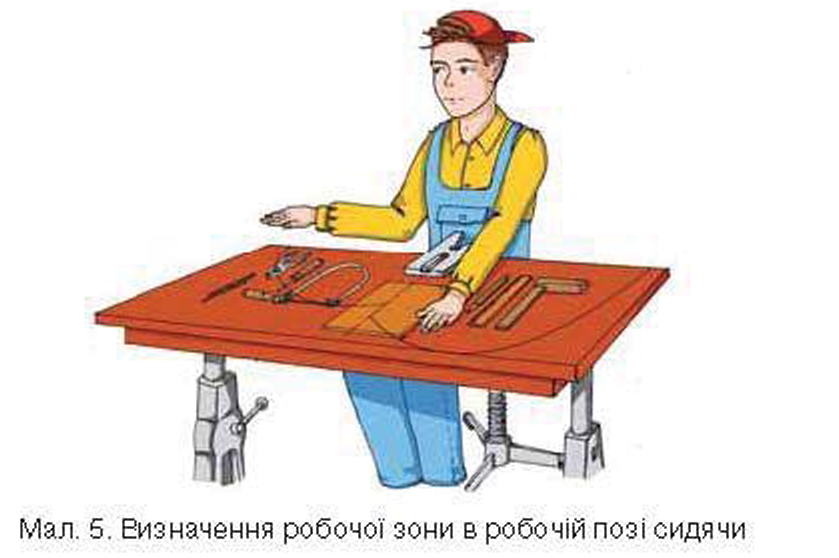 Мал. 5. Визначення робочої зони в робочій позі сидячи